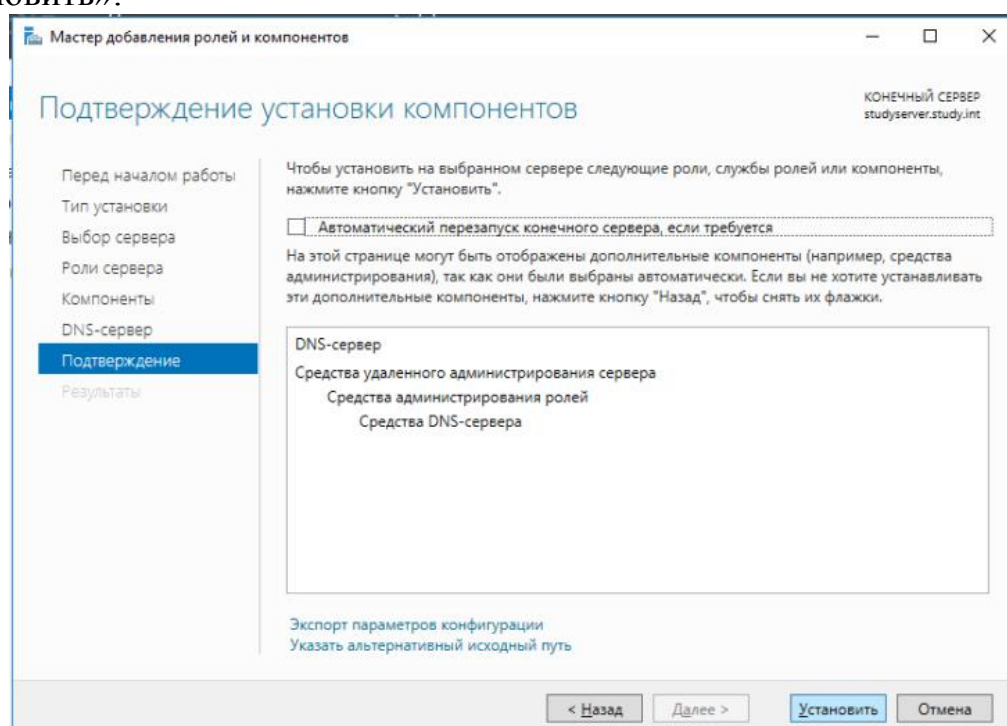 новить».
Мастер добавления ролей и компонентов
Подтверждение установки компонентов
КОНЕЧНЫЙ СЕРВЕР
studyserver.study.int
Перед началом работы
Тип установки
Выбор сервера
Роли сервера
Компоненты
DNS-сервер
Подтверждение
Результаты
Чтобы установить на выбранном сервере следующие роли, службы ролей или компоненты,
нажмите кнопку "Установить".
Автоматический перезапуск конечного сервера, если требуется
На этой странице могут быть отображены дополнительные компоненты (например, средства
администрирования), так как они были выбраны автоматически. Если вы не хотите устанавливать
эти дополнительные компоненты, нажмите кнопку "Назад", чтобы снять их флажки.
DNS-сервер
Средства удаленного администрирования сервера
Средства администрирования ролей
Средства DNS-сервера
Экспорт параметров конфигурации
Указать альтернативный исходный путь
< Назад
Далее >
Установить
Отмена